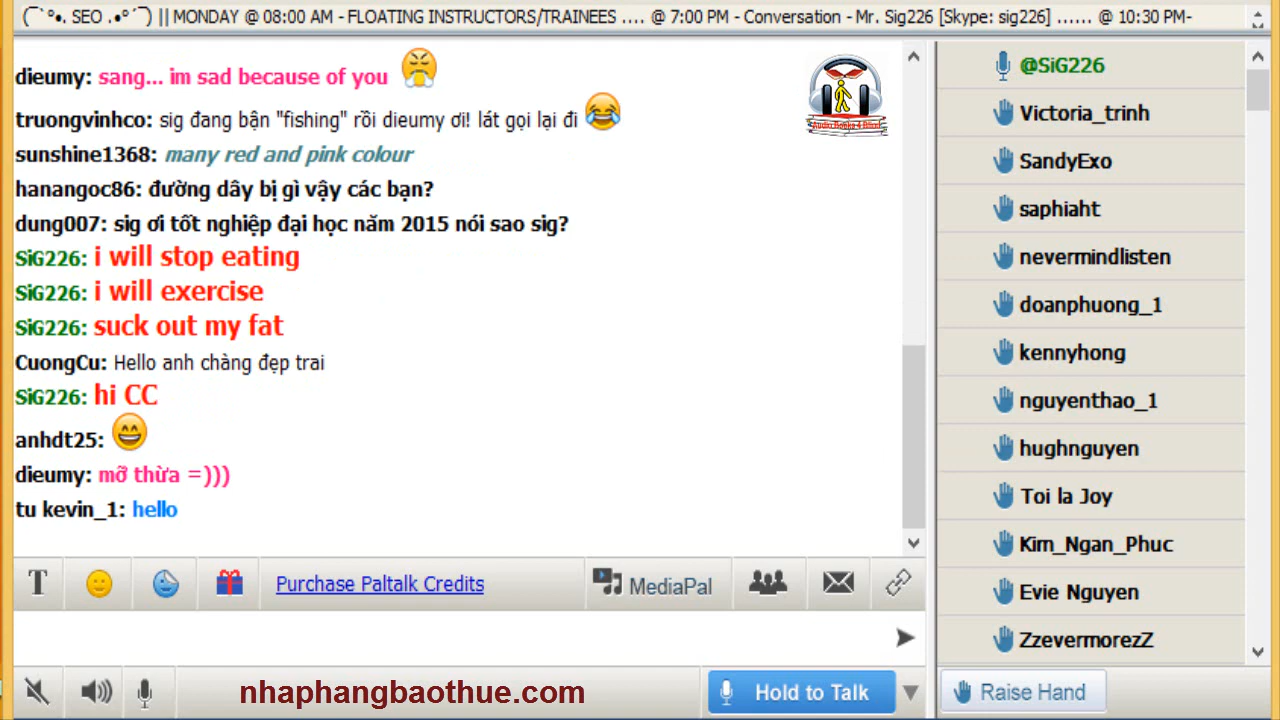 (¯`°•. SEO .•°´¯) || MONDAY @ 08:00 AM - FLOATING INSTRUCTORS/TRAINEES .... @ 7:00 PM - Conversation - Mr. Sig226 [Skype: sig226] ...... @ 10:30 PM-
dieumy: sang... im sad because of you
truongvinhco: sig đang bận "fishing" rồi dieumy ơi! lát gọi lại đi
sunshine1368: many red and pink colour
hanangoc86: đường dây bị gì vậy các bạn?
dung007: sig ơi tốt nghiệp đại học năm 2015 nói sao sig?
SiG226: i will stop eating
SiG226: i will exercise
SiG226: suck out my fat
CuongCu: Hello anh chàng đẹp trai
SiG226: hi CC
anhdt25:
dieumy: mỡ thừa =)))
tu kevin_1: hello
Audio Books 4 Blind
@SiG226
Victoria_trinh
SandyExo
saphiaht
nevermindlisten
doanphuong_1
kennyhong
nguyenthao_1
hughnguyen
Toi la Joy
Kim_Ngan_Phuc
Evie Nguyen
ZzevermorezZ
T
Purchase Paltalk Credits
MediaPal
nhaphangbaothue.com
Hold to Talk
Raise Hand